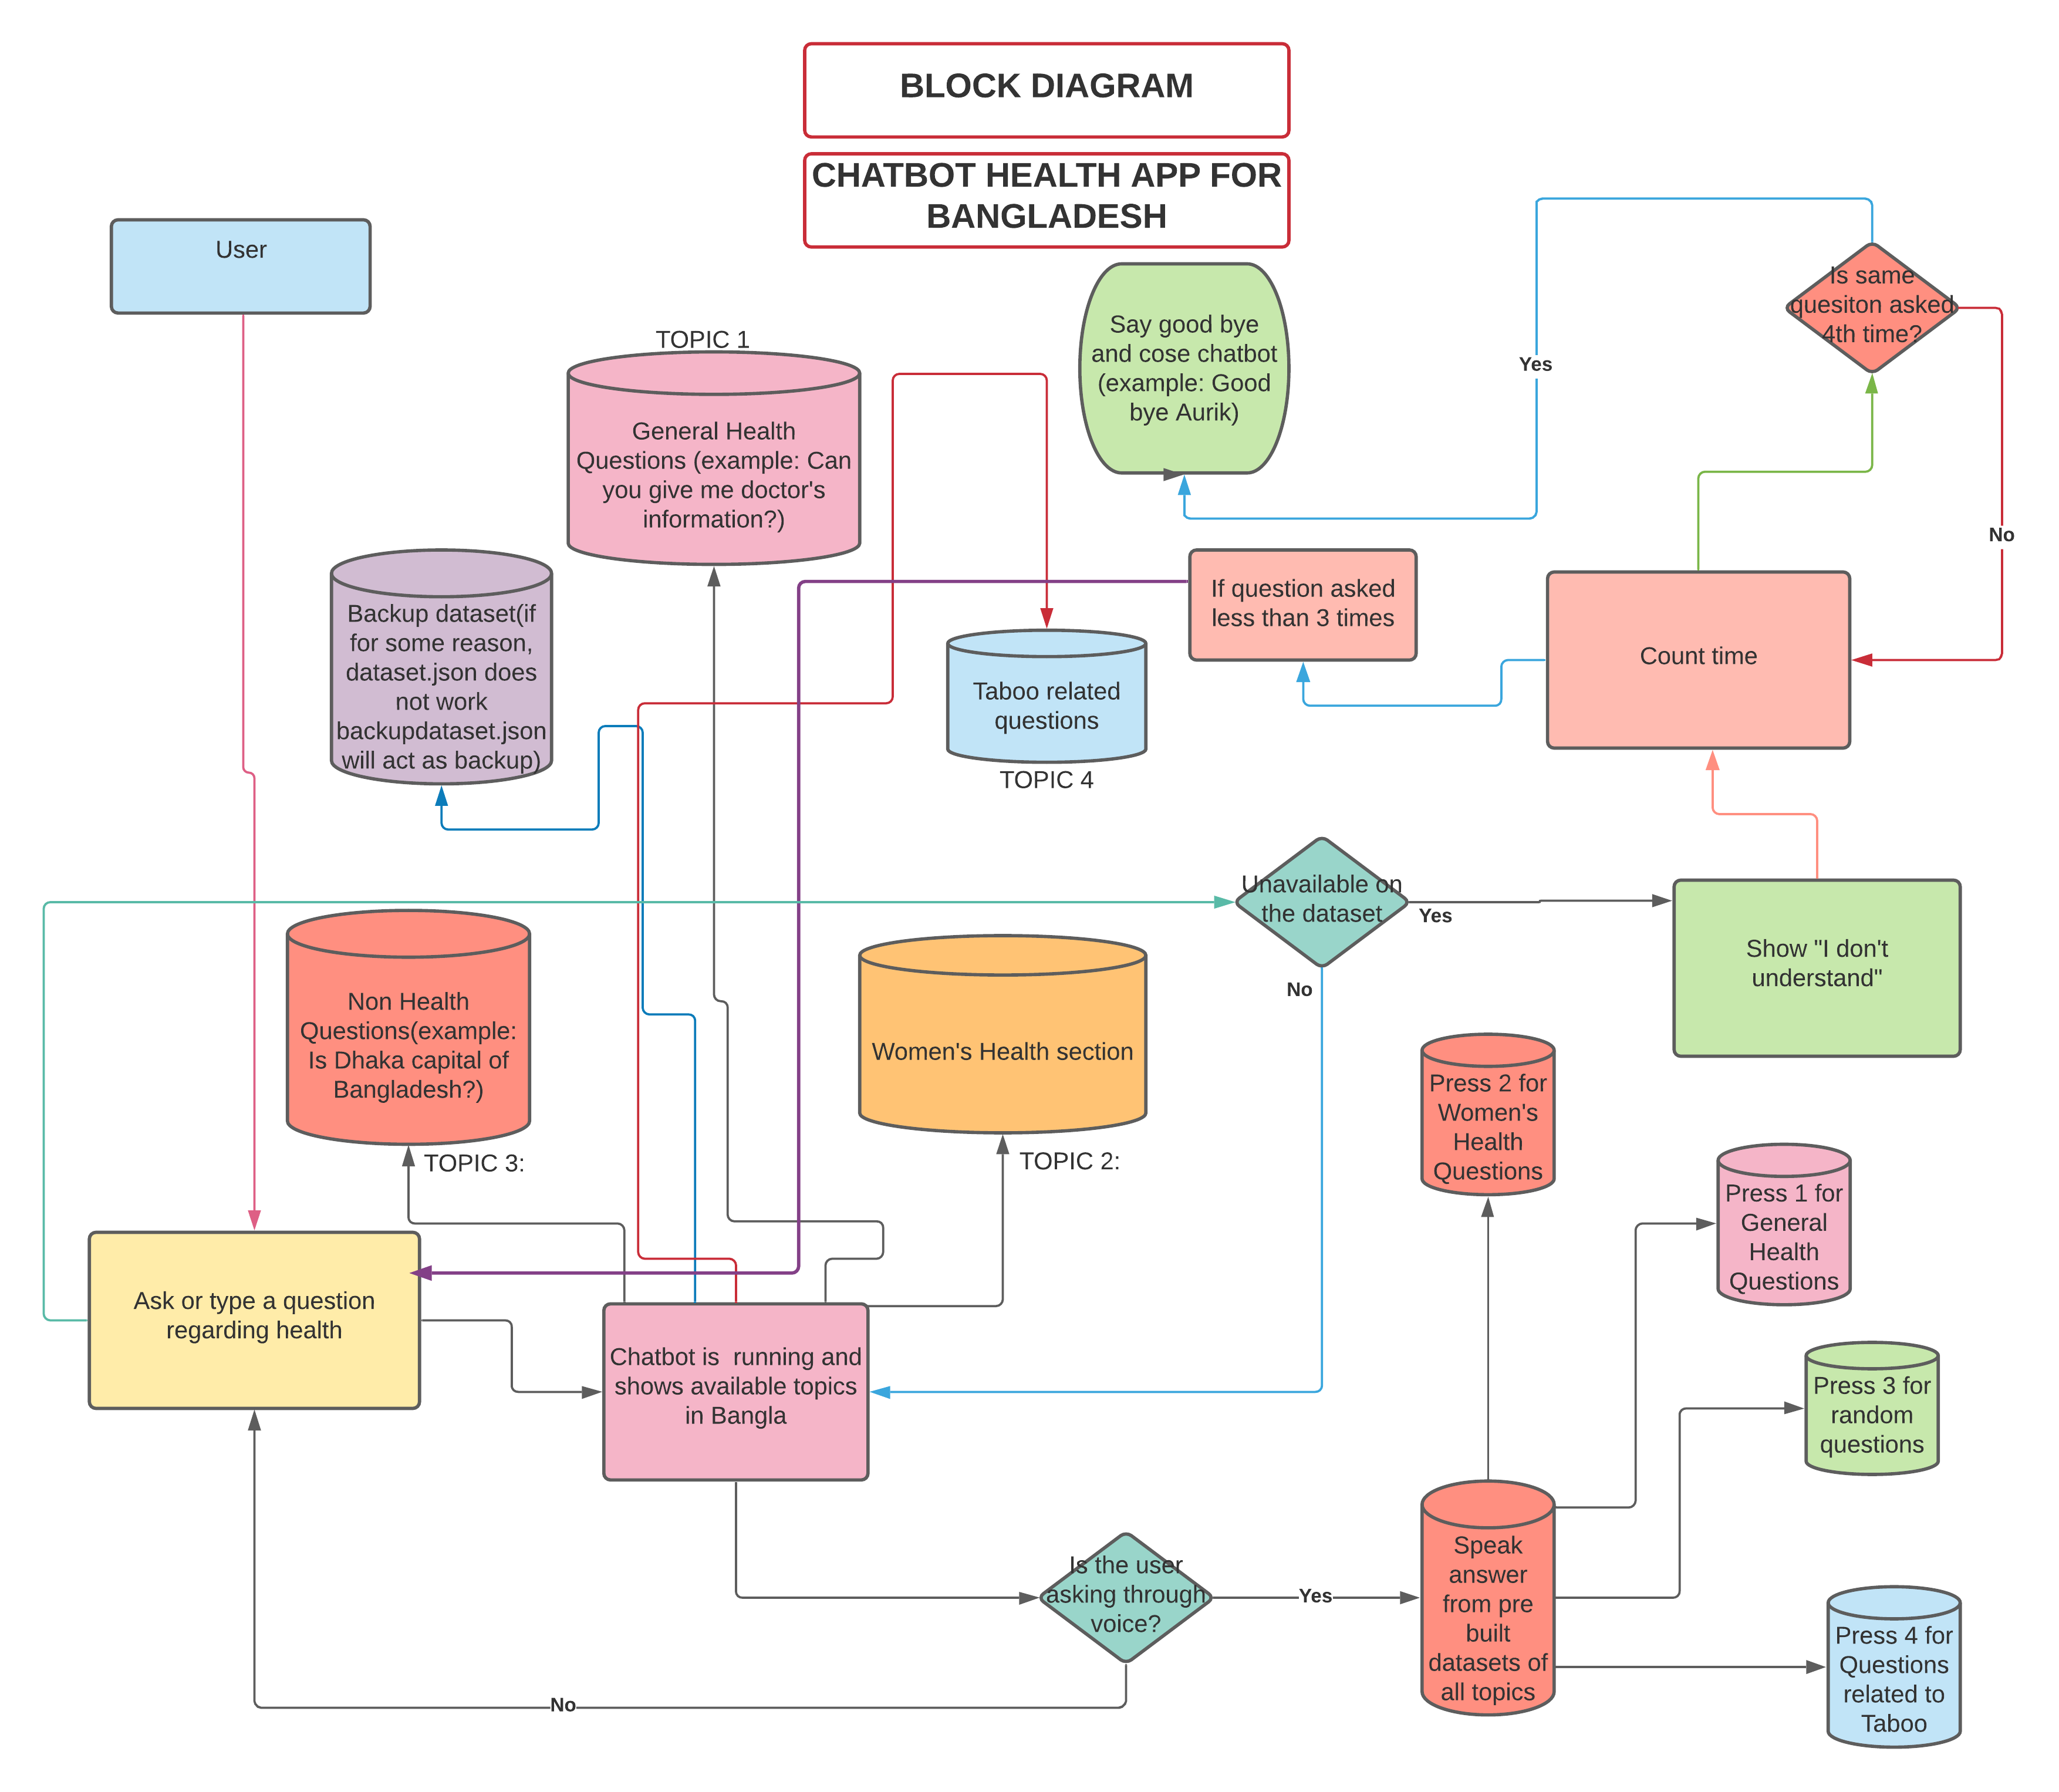 BLOCK DIAGRAM
CHATBOT HEALTH APP FOR
BANGLADESH
User
Is same
quesiton asked
4th time?
Say good bye
and cose chatbot
(example: Good
bye Aurik)
Yes
TOPIC 1
General Health
Questions (example: Can
you give me doctor's
information?)
No
If question asked
less than 3 times
Backup dataset(if
for some reason,
dataset.json does
not work
backupdataset.json
will act as backup)
Count time
Taboo related
questions
TOPIC 4
Unavailable on
the dataset
Yes
No
Show "I don't
understand"
Non Health
Questions(example:
Is Dhaka capital of
Bangladesh?)
TOPIC 3:
Women's Health section
TOPIC 2:
Press 2 for
Women's
Health
Questions
Press 1 for
General
Health
Questions
Ask or type a question
regarding health
Chatbot is  running and
shows available topics
in Bangla
Press 3 for
random
questions
Is the user
asking through
voice?
Yes
No
Speak
answer
from pre
built
datasets of
all topics
Press 4 for
Questions
related to
Taboo